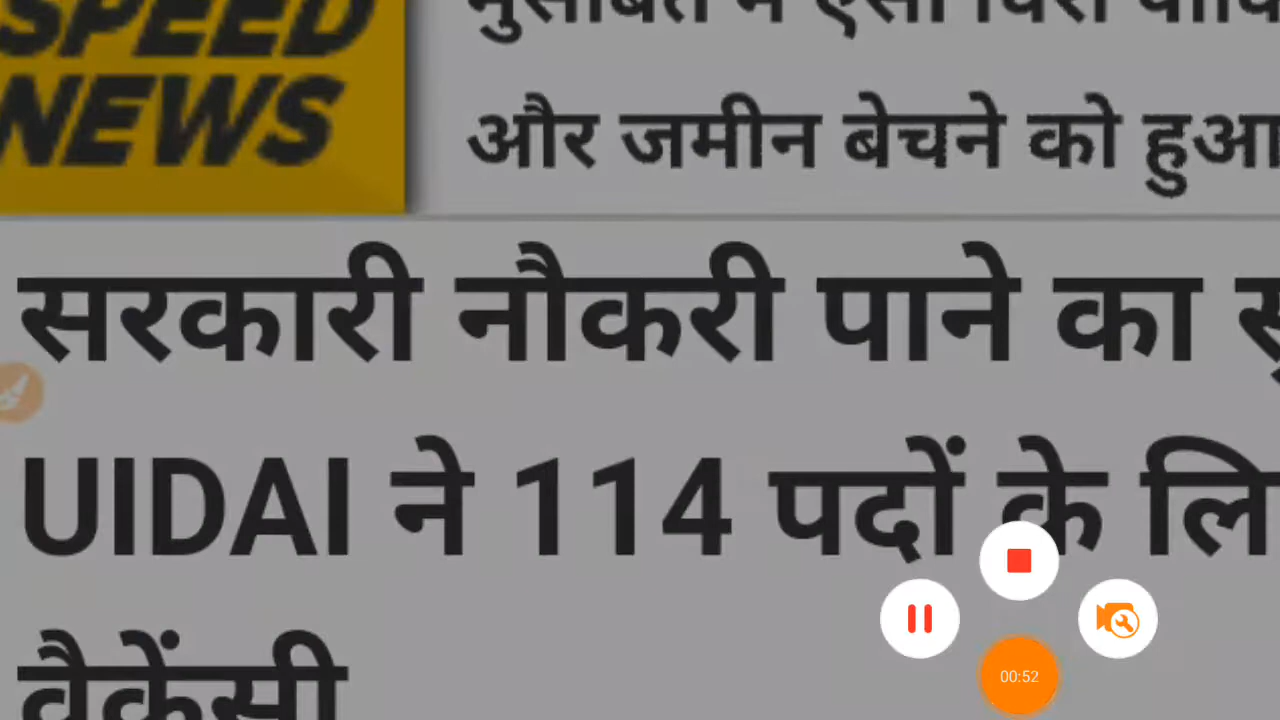 SPEED
NEWS
और जमीन बेचने को
सरकारी नौकरी पाने का
UIDAI ने 114 पदों के
वैकेंसी
00:52